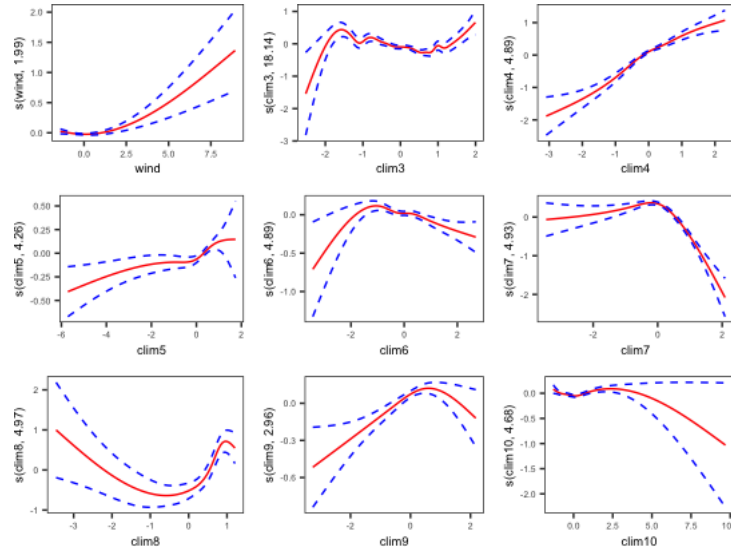 s(wind, 1.99)
2.0
1.5
1.0
0.5
0.0
0.0 2.5 5.0 7.5
wind
s(clim3, 18.14)
1
0
-1
-2
-3
-2 -1 0 1 2
clim3
s(clim4, 4.89)
1
0
-1
-2
-3 -2 -1 0 1 2
clim4
s(clim5, 4.26)
0.50
0.25
0.00
-0.25
-0.50
-6 -4 -2 0 2
clim5
s(clim6, 4.89)
0.0
-0.5
-1.0
-2 0 2
clim6
s(clim7, 4.93)
0
-1
-2
-2 0 2
clim7
s(clim8, 4.97)
2
1
0
-1
-3 -2 -1 0 1
clim8
s(clim9, 2.96)
0.0
-0.3
-0.6
-2 0 2
clim9
s(clim10, 4.68)
0.0
-0.5
-1.0
-1.5
-2.0
0.0 2.5 5.0 7.5 10
clim10